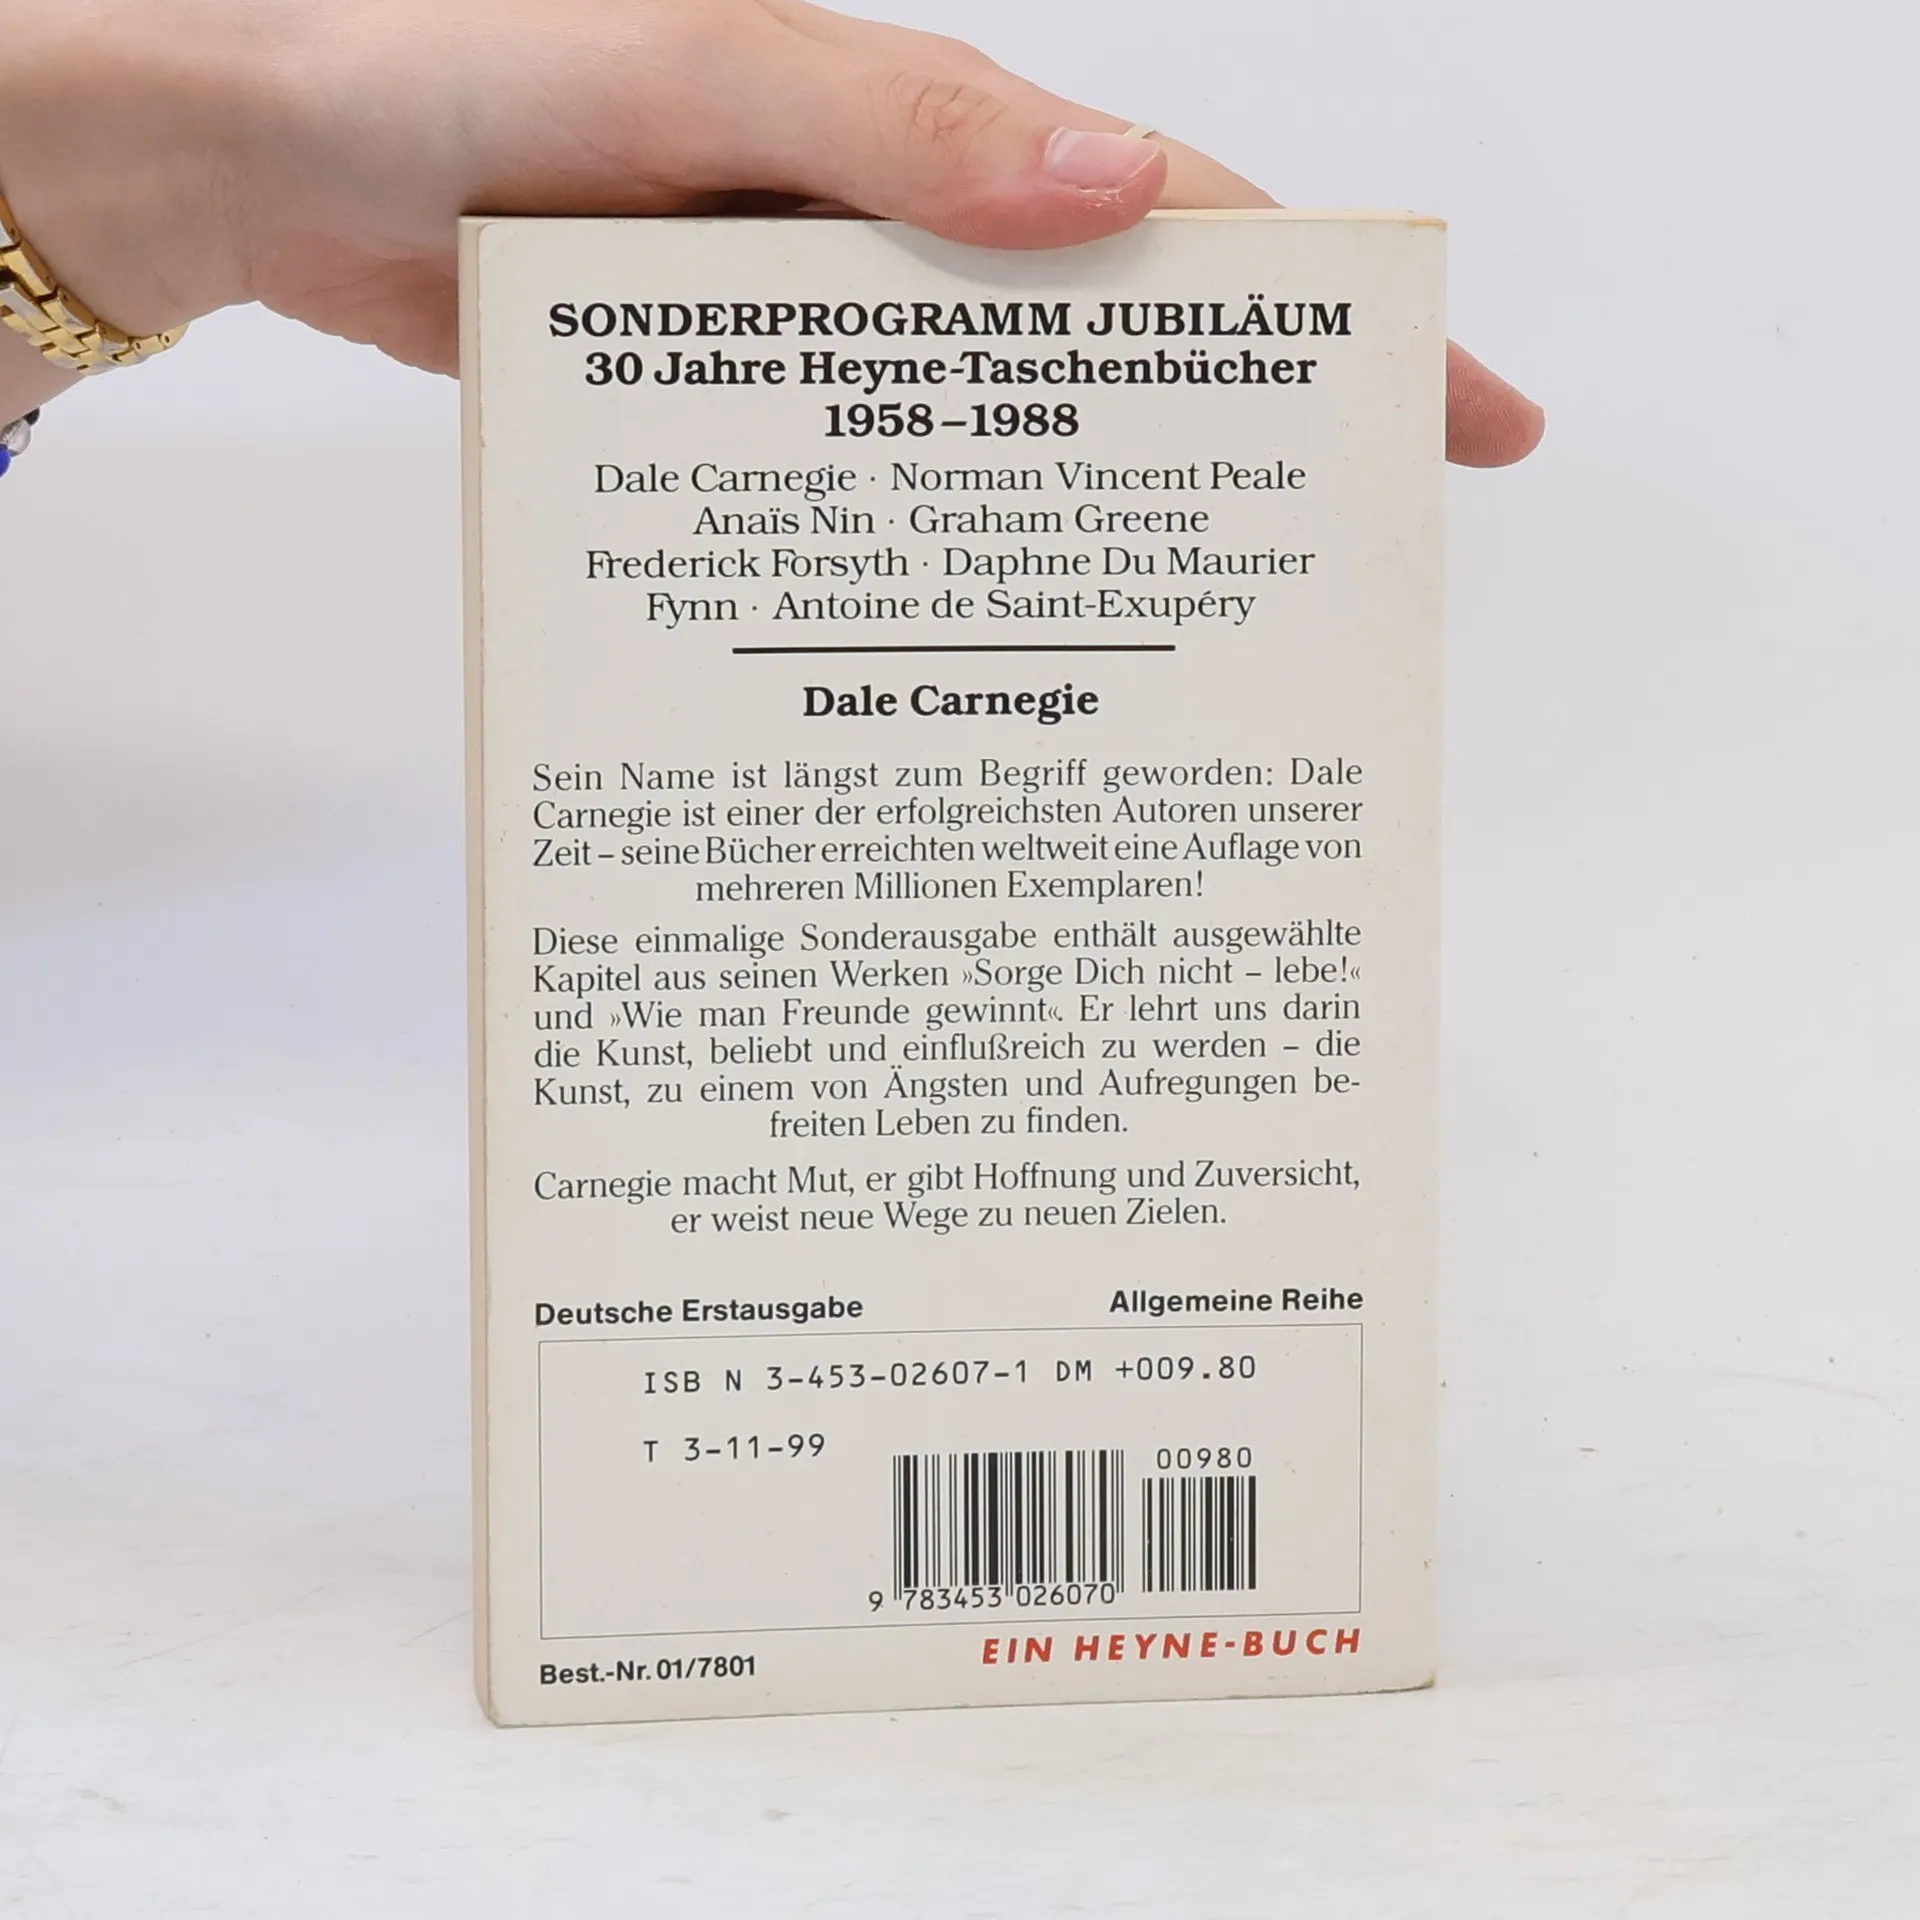 SONDERPROGRAMM JUBILÄUM
30 Jahre Heyne-Taschenbücher
1958–1988
Dale Carnegie · Norman Vincent Peale
Anaïs Nin · Graham Greene
Frederick Forsyth · Daphne Du Maurier
Fynn · Antoine de Saint-Exupéry
Dale Carnegie
Sein Name ist längst zum Begriff geworden: Dale
Carnegie ist einer der erfolgreichsten Autoren unserer
Zeit – seine Bücher erreichten weltweit eine Auflage von
mehreren Millionen Exemplaren!
Diese einmalige Sonderausgabe enthält ausgewählte
Kapitel aus seinen Werken »Sorge Dich nicht – lebe!«
und »Wie man Freunde gewinnt«. Er lehrt uns darin
die Kunst, beliebt und einflußreich zu werden – die
Kunst, zu einem von Ängsten und Aufregungen be-
freiten Leben zu finden.
Carnegie macht Mut, er gibt Hoffnung und Zuversicht,
er weist neue Wege zu neuen Zielen.
Deutsche Erstausgabe Allgemeine Reihe
ISB N 3-453-02607-1 DM +009.80
T 3-11-99
00980
9 783453 026070
EIN HEYNE-BUCH
Best.-Nr. 01/7801